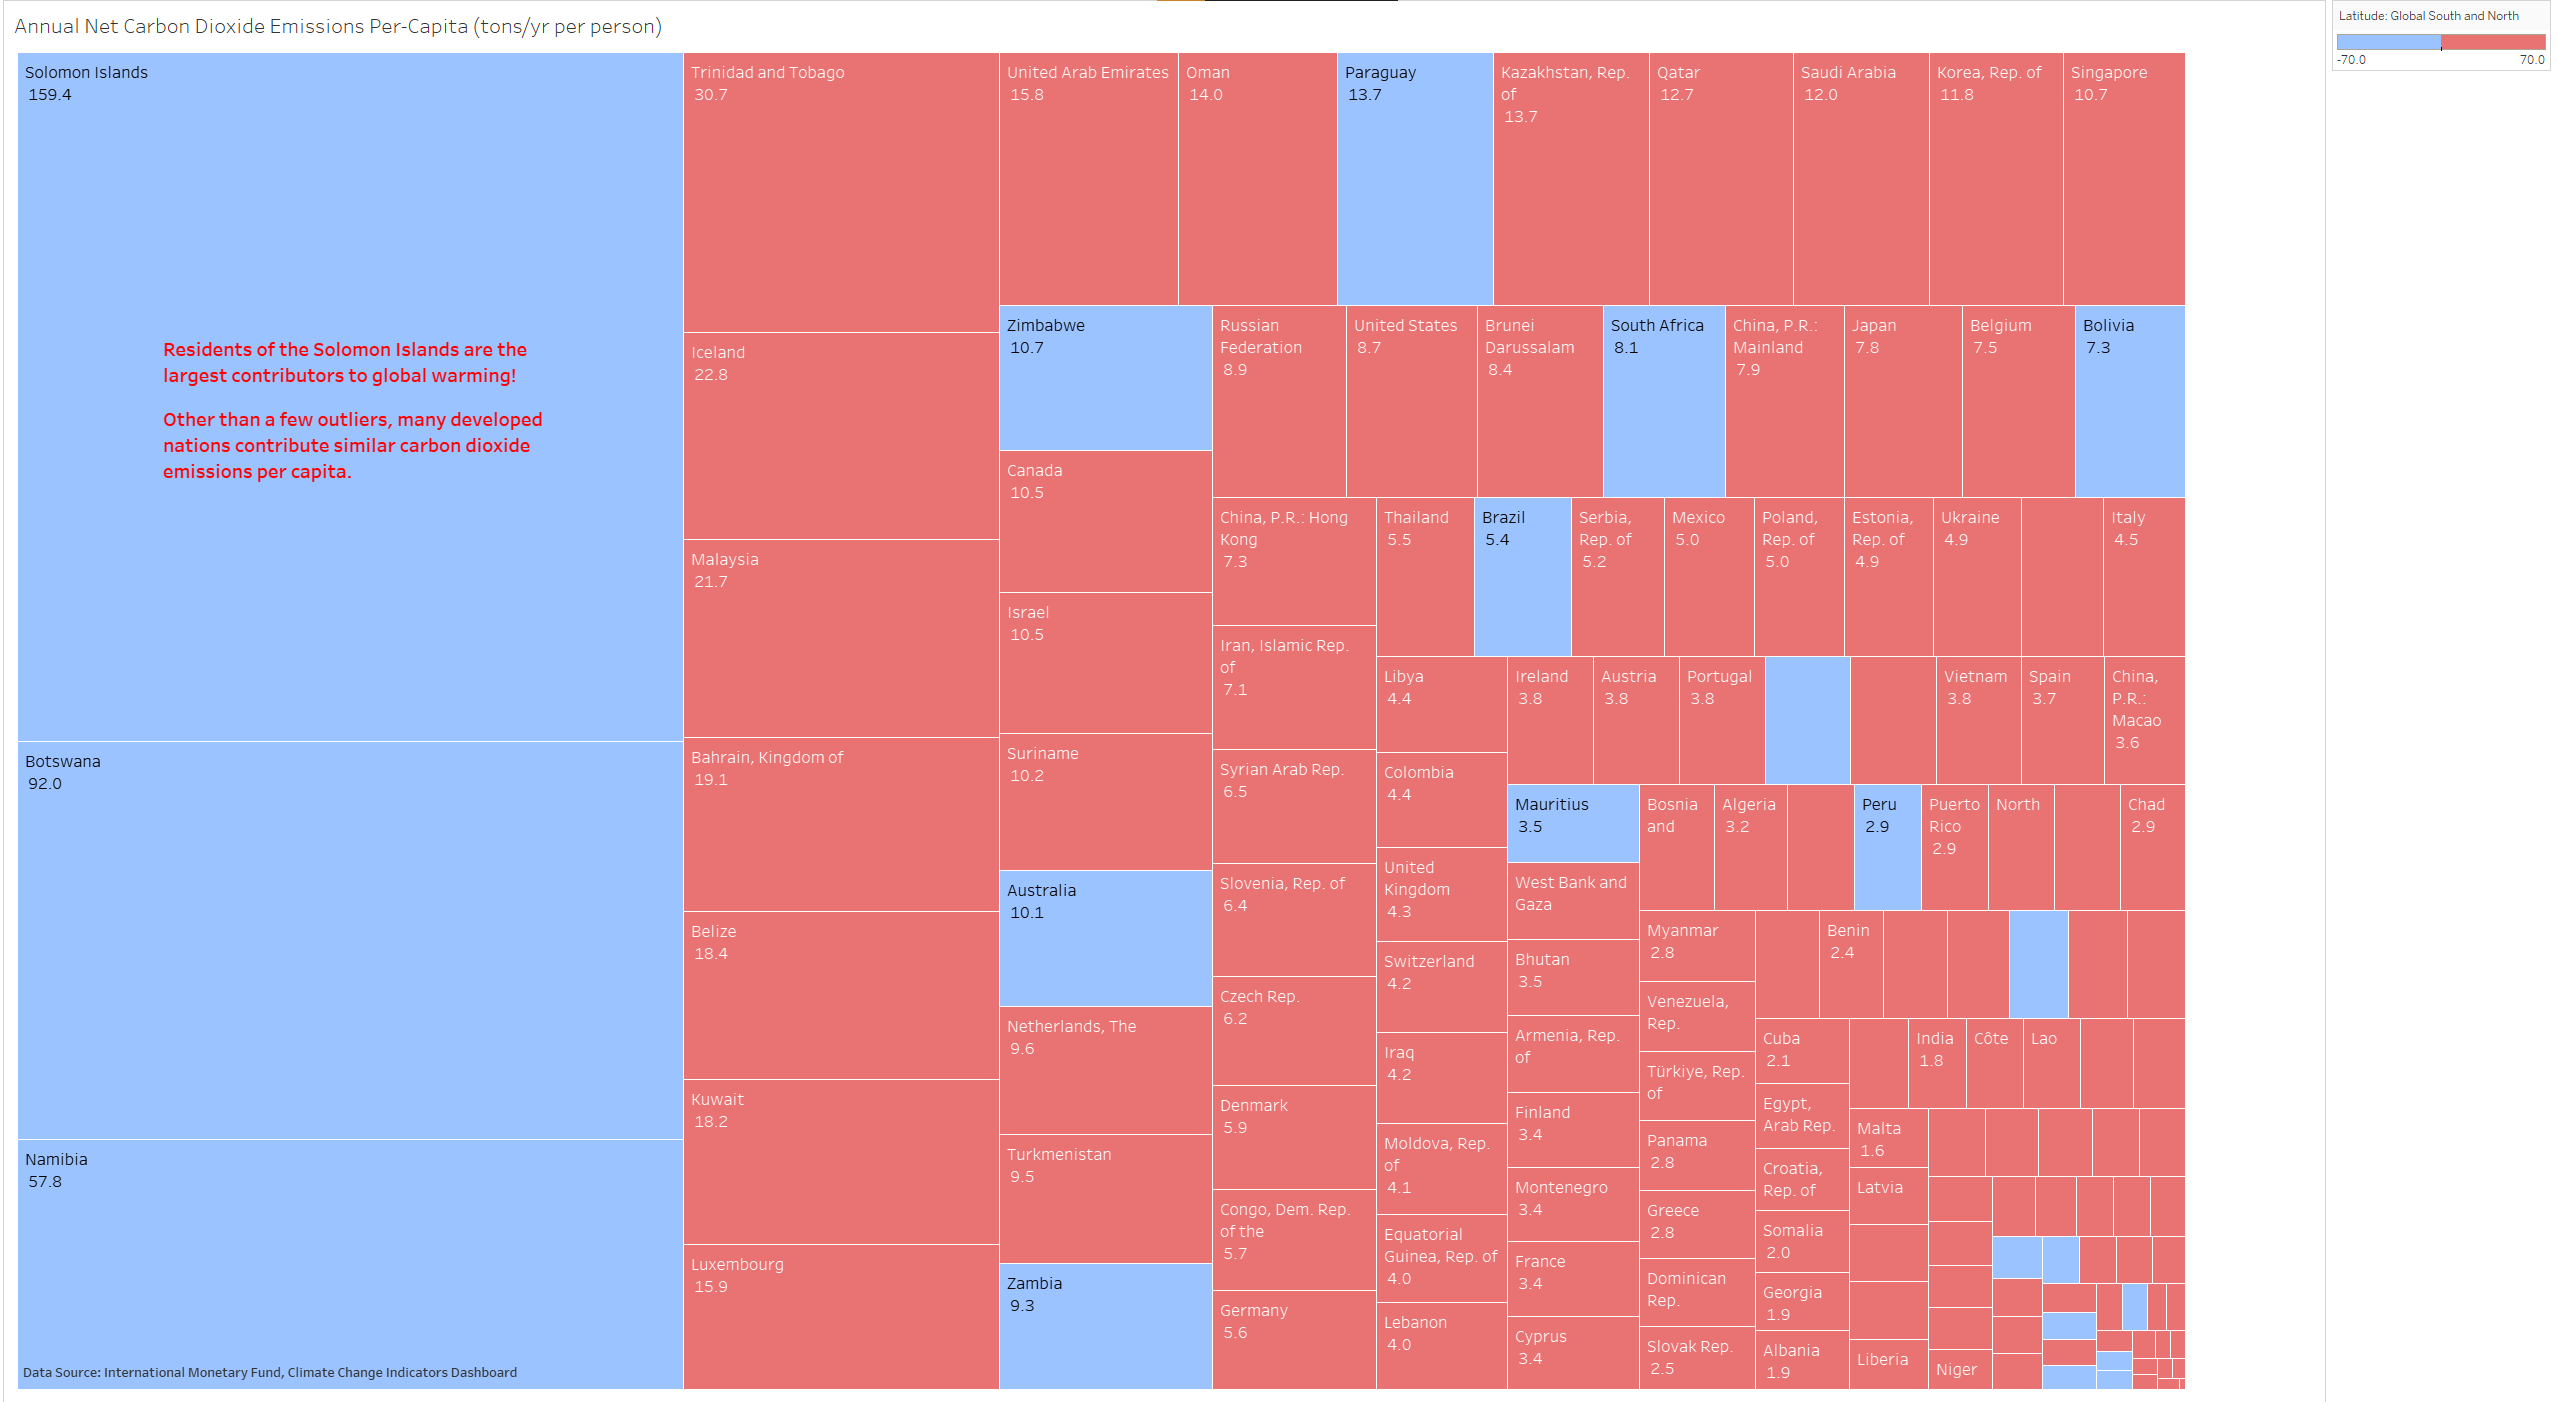 Annual Net Carbon Dioxide Emissions Per-Capita (tons/yr per person)
Latitude: Global South and North
-70.0
70.0
Solomon Islands
159.4
Residents of the Solomon Islands are the
largest contributors to global warming!
Other than a few outliers, many developed
nations contribute similar carbon dioxide
emissions per capita.
Botswana
92.0
Namibia
57.8
Data Source: International Monetary Fund, Climate Change Indicators Dashboard
Trinidad and Tobago
30.7
Iceland
22.8
Malaysia
21.7
Bahrain, Kingdom of
19.1
Belize
18.4
Kuwait
18.2
Luxembourg
15.9
United Arab Emirates
15.8
Oman
14.0
Paraguay
13.7
Kazakhstan, Rep.
of
13.7
Qatar
12.7
Saudi Arabia
12.0
Korea, Rep. of
11.8
Singapore
10.7
Zimbabwe
10.7
Canada
10.5
Israel
10.5
Suriname
10.2
Australia
10.1
Netherlands, The
9.6
Turkmenistan
9.5
Zambia
9.3
Russian
Federation
8.9
United States
8.7
Brunei
Darussalam
8.4
South Africa
8.1
China, P.R.:
Mainland
7.9
Japan
7.8
Belgium
7.5
Bolivia
7.3
China, P.R.: Hong
Kong
7.3
Iran, Islamic Rep.
of
7.1
Syrian Arab Rep.
6.5
Slovenia, Rep. of
6.4
Czech Rep.
6.2
Denmark
5.9
Congo, Dem. Rep.
of the
5.7
Germany
5.6
Thailand
5.5
Brazil
5.4
Serbia,
Rep. of
5.2
Mexico
5.0
Poland,
Rep. of
5.0
Estonia,
Rep. of
4.9
Ukraine
4.9
Italy
4.5
Libya
4.4
Colombia
4.4
United
Kingdom
4.3
Switzerland
4.2
Iraq
4.2
Moldova, Rep.
of
4.1
Equatorial
Guinea, Rep. of
4.0
Lebanon
4.0
Ireland
3.8
Austria
3.8
Portugal
3.8
Vietnam
3.8
Spain
3.7
China,
P.R.:
Macao
3.6
Mauritius
3.5
West Bank and
Gaza
Bhutan
3.5
Armenia, Rep.
of
Finland
3.4
Montenegro
3.4
France
3.4
Cyprus
3.4
Bosnia
and
Algeria
3.2
Peru
2.9
Puerto
Rico
2.9
North
Chad
2.9
Myanmar
2.8
Venezuela,
Rep.
Türkiye, Rep.
of
Panama
2.8
Greece
2.8
Dominican
Rep.
Slovak Rep.
2.5
Benin
2.4
Cuba
2.1
Egypt,
Arab Rep.
Croatia,
Rep. of
Somalia
2.0
Georgia
1.9
Albania
1.9
India
1.8
Côte
Lao
Malta
1.6
Latvia
Liberia
Niger